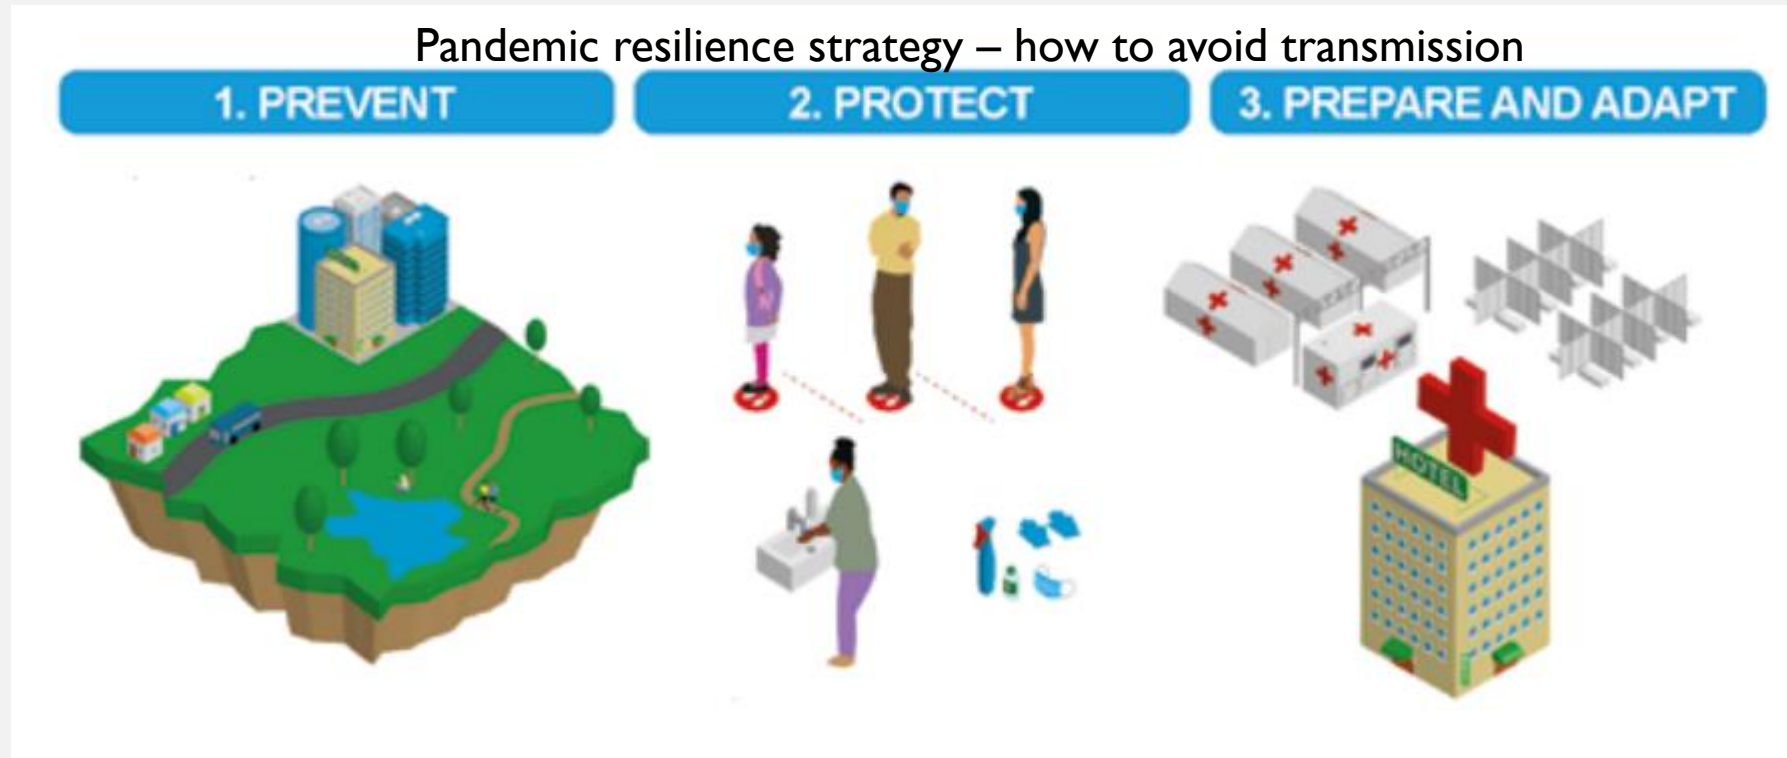 Pandemic resilience strategy – how to avoid transmission
1. PREVENT
2. PROTECT
3. PREPARE AND ADAPT
HOTEL